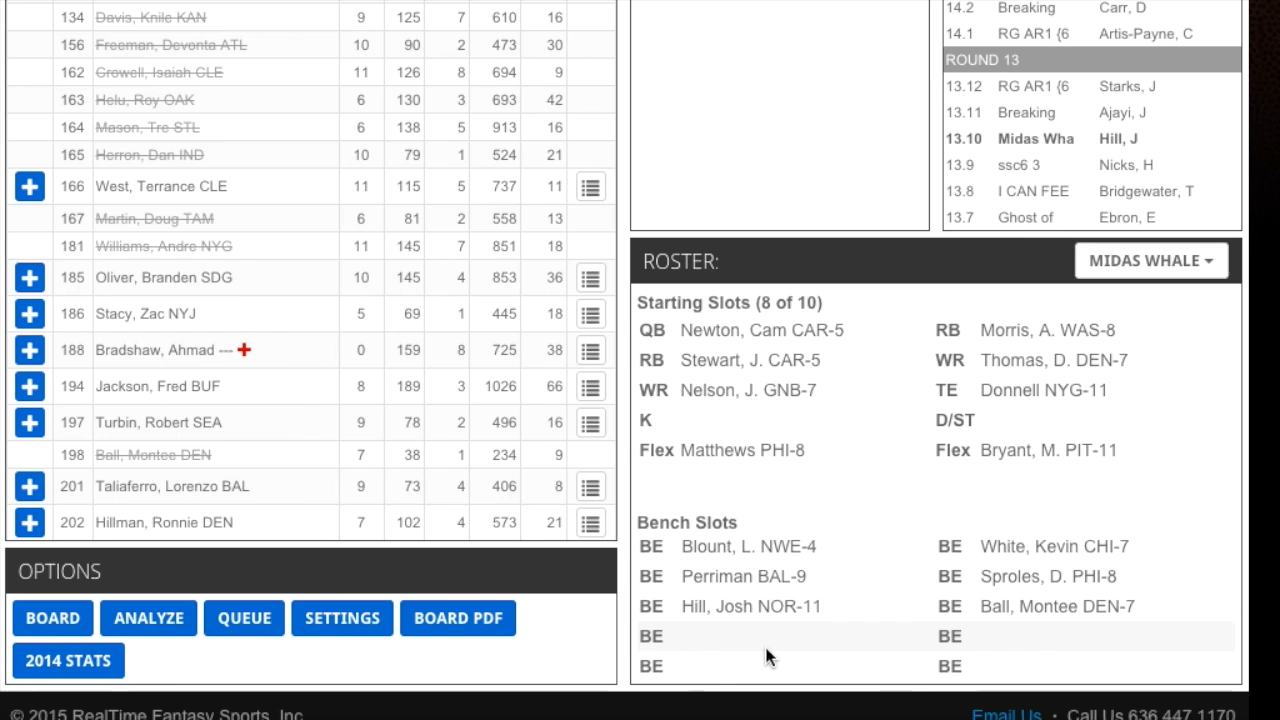 134 Davis, Knile KAN 9 125 7 610 16
156 Freeman, Devonta ATL 10 90 2 473 30
162 Crowell, Isaiah CLE 11 126 8 694 9
163 Helu, Roy OAK 6 130 3 693 42
164 Mason, Tre STL 6 138 5 913 16
165 Herron, Dan IND 10 79 1 524 21
166 West, Terrance CLE 11 115 5 737 11
167 Martin, Doug TAM 6 81 2 558 13
181 Williams, Andre NYG 11 145 7 851 18
185 Oliver, Branden SDG 10 145 4 853 36
186 Stacy, Zac NYJ 5 69 1 445 18
188 Bradshaw, Ahmad --- 0 159 8 725 38
194 Jackson, Fred BUF 8 189 3 1026 66
197 Turbin, Robert SEA 9 78 2 496 16
198 Ball, Montee DEN 7 38 1 234 9
201 Taliaferro, Lorenzo BAL 9 73 4 406 8
202 Hillman, Ronnie DEN 7 102 4 573 21
OPTIONS
BOARD ANALYZE QUEUE SETTINGS BOARD PDF
2014 STATS
14.2 Breaking Carr, D
14.1 RG AR1 {6 Artis-Payne, C
ROUND 13
13.12 RG AR1 {6 Starks, J
13.11 Breaking Ajayi, J
13.10 Midas Wha Hill, J
13.9 ssc6 3 Nicks, H
13.8 I CAN FEE Bridgewater, T
13.7 Ghost of Ebron, E
ROSTER: MIDAS WHALE
Starting Slots (8 of 10)
QB Newton, Cam CAR-5 RB Morris, A. WAS-8
RB Stewart, J. CAR-5 WR Thomas, D. DEN-7
WR Nelson, J. GNB-7 TE Donnell NYG-11
K D/ST
Flex Matthews PHI-8 Flex Bryant, M. PIT-11
Bench Slots
BE Blount, L. NWE-4 BE White, Kevin CHI-7
BE Perriman BAL-9 BE Sproles, D. PHI-8
BE Hill, Josh NOR-11 BE Ball, Montee DEN-7
BE BE
BE BE
© 2015 RealTime Fantasy Sports, Inc. Email Us · Call Us 636.447.1170